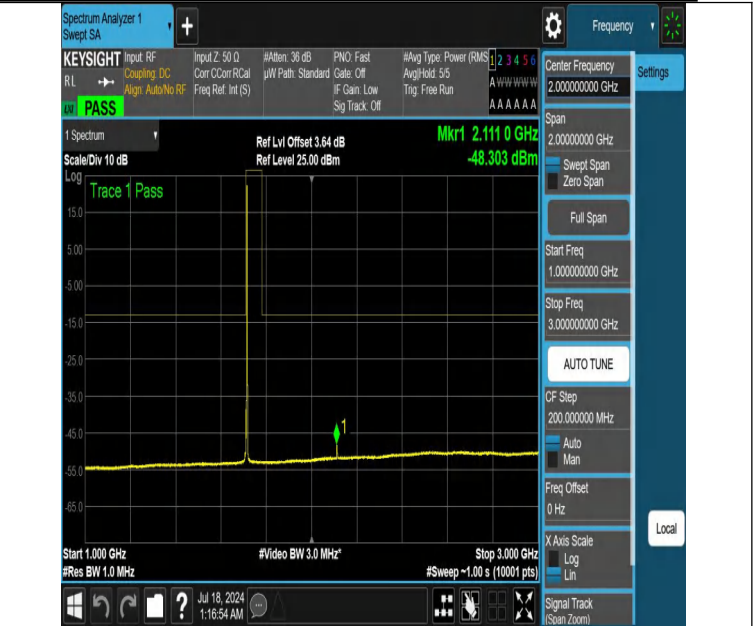 Spectrum Analyzer 1
Swept SA
Frequency
KEYSIGHT
RL
PASS
Input: RF
Coupling: DC
Align: Auto/No RF
Input Z: 50 Ω
Corr CCorr RCal
Freq Ref: Int (S)
#Atten: 36 dB
µW Path: Standard
PNO: Fast
Gate: Off
IF Gain: Low
Sig Track: Off
#Avg Type: Power (RMS
Avg|Hold: 5/5
Trig: Free Run
1 2 3 4 5 6
A W W W W W
A A A A A A
1 Spectrum
Scale/Div 10 dB
Ref Lvl Offset 3.64 dB
Ref Level 25.00 dBm
Mkr1 2.111 0 GHz
-48.303 dBm
Log
Trace 1 Pass
15.0
5.00
-5.00
-15.0
-25.0
-35.0
-45.0
-55.0
-65.0
1
Start 1.000 GHz
#Res BW 1.0 MHz
#Video BW 3.0 MHz*
Stop 3.000 GHz
#Sweep ~1.00 s (10001 pts)
Jul 18, 2024
1:16:54 AM
?
Center Frequency
2.000000000 GHz
Settings
Span
2.00000000 GHz
Swept Span
Zero Span
Full Span
Start Freq
1.000000000 GHz
Stop Freq
3.000000000 GHz
AUTO TUNE
CF Step
200.000000 MHz
Auto
Man
Freq Offset
0 Hz
X Axis Scale
Log
Lin
Local
Signal Track
(Span Zoom)